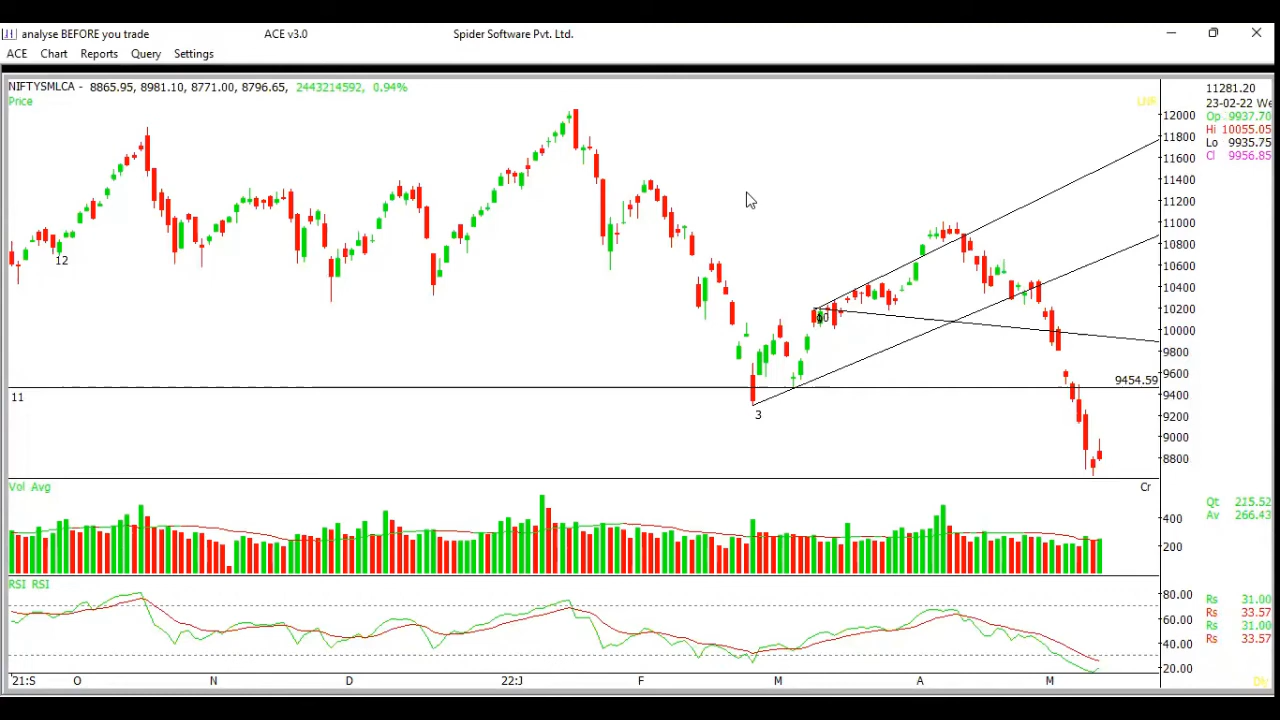 analyse BEFORE you trade ACE v3.0 Spider Software Pvt. Ltd.
ACE Chart Reports Query Settings
NIFTYSMLCA - 8865.95, 8981.10, 8771.00, 8796.65, 2443214592, 0.94%
Price
LNR
11281.20
23-02-22 We
Op 9937.70
Hi 10055.05
Lo 9935.75
Cl 9956.85
12000
11800
11600
11400
11200
11000
10800
10600
10400
10200
10000
9800
9600
9400
9200
9000
8800
12
9454.59
11
3
Vol Avg
Cr
400
200
Qt 215.52
Av 266.43
RSI RSI
80.00
60.00
40.00
20.00
Rs 31.00
Rs 33.57
Rs 31.00
Rs 33.57
21:S O N D 22:J F M A M
Dly